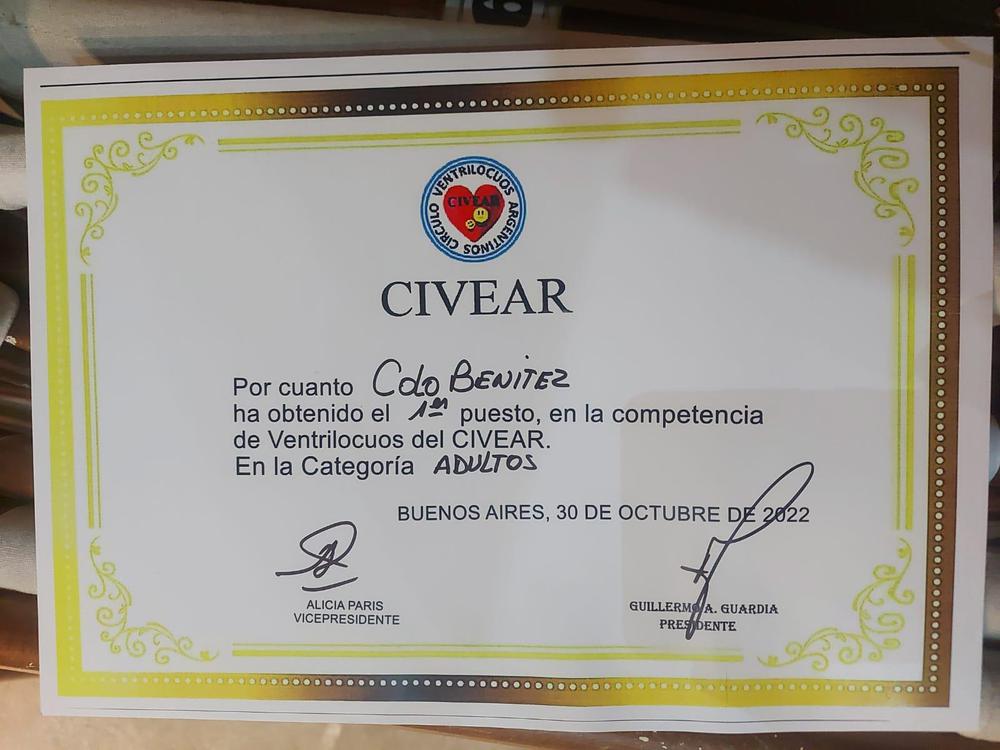 CIRCULO VENTRILOCUOS ARGENTINOS
CIVEAR
CIVEAR
Por cuanto Colo BENITEZ
ha obtenido el 1er puesto, en la competencia
de Ventrilocuos del CIVEAR.
En la Categoría ADULTOS
BUENOS AIRES, 30 DE OCTUBRE DE 2022
ALICIA PARIS
VICEPRESIDENTE
GUILLERMO A. GUARDIA
PRESIDENTE